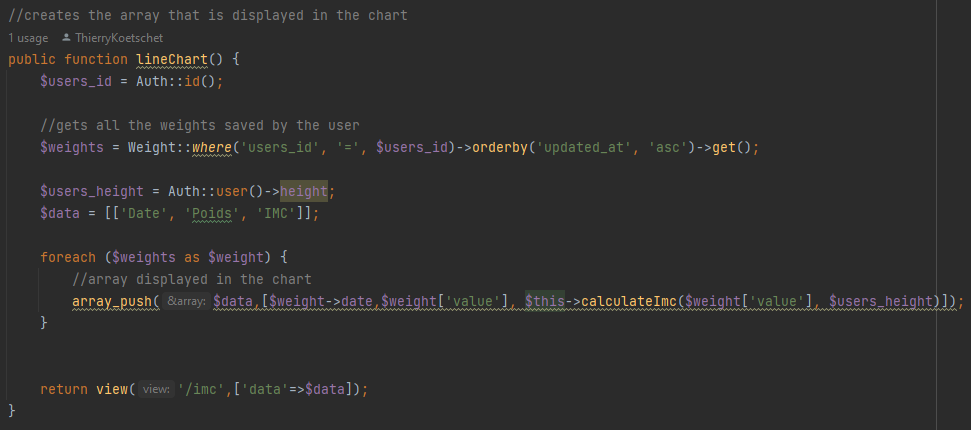 //creates the array that is displayed in the chart
1 usage ThierryKoetschet
public function lineChart() {
$users_id = Auth::id();
//gets all the weights saved by the user
$weights = Weight::where('users_id', '=', $users_id)->orderby('updated_at', 'asc')->get();
$users_height = Auth::user()->height;
$data = [['Date', 'Poids', 'IMC']];
foreach ($weights as $weight) {
//array displayed in the chart
array_push( &array: $data,[$weight->date,$weight['value'], $this->calculateImc($weight['value'], $users_height)]);
}
return view( view: '/imc',['data'=>$data]);
}